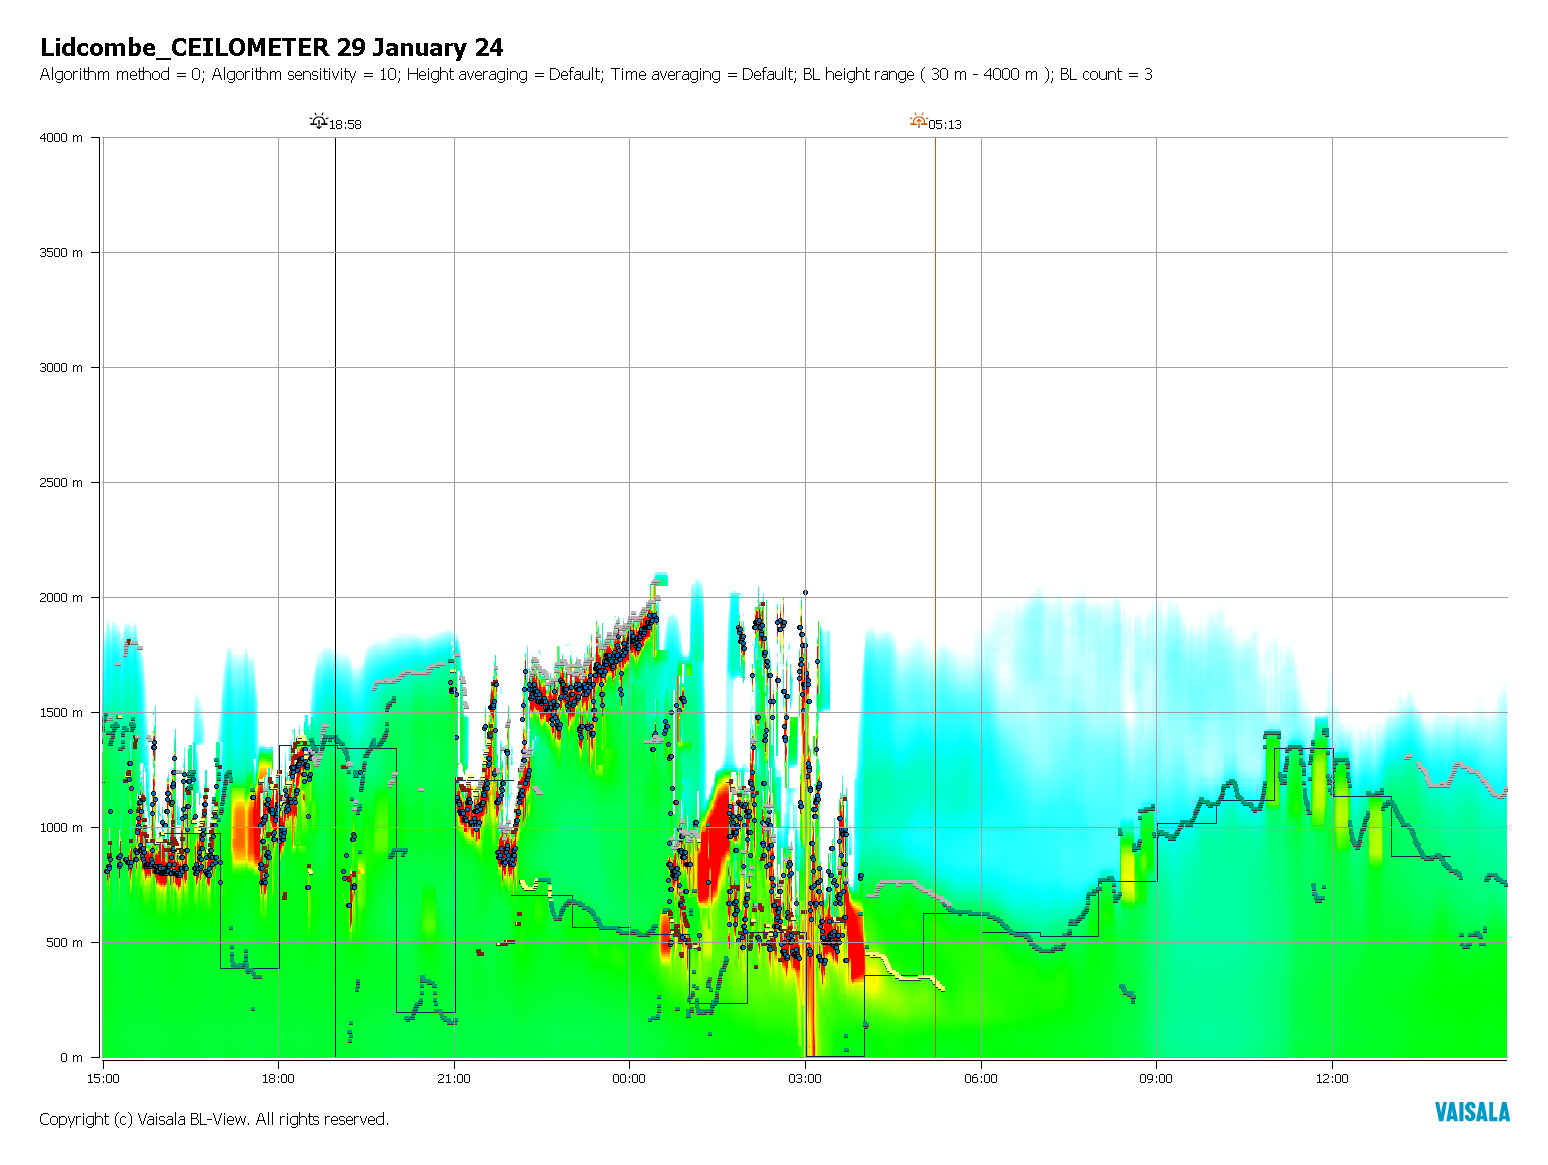 Lidcombe_CEILOMETER 29 January 24
Algorithm method = 0; Algorithm sensitivity = 10; Height averaging = Default; Time averaging = Default; BL height range ( 30 m - 4000 m ); BL count = 3
18:58
05:13
4000 m
3500 m
3000 m
2500 m
2000 m
1500 m
1000 m
500 m
0 m
15:00
18:00
21:00
00:00
03:00
06:00
09:00
12:00
Copyright (c) Vaisala BL-View. All rights reserved.
VAISALA